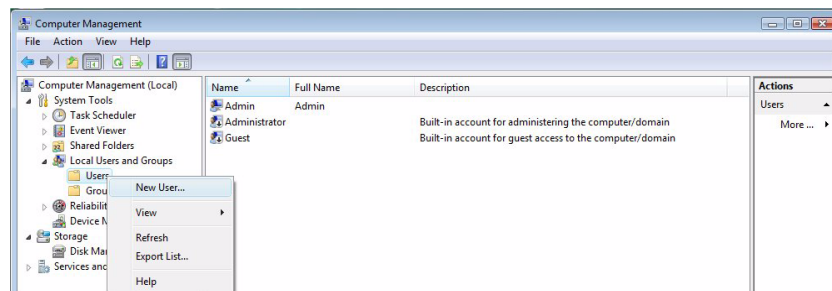 Computer Management
File Action View Help
Computer Management (Local)
System Tools
Task Scheduler
Event Viewer
Shared Folders
Local Users and Groups
Users
Grou
Reliabilit
Device M
Storage
Disk Mar
Services and
New User...
View
Refresh
Export List...
Help
Name Full Name Description
Admin Admin
Administrator Built-in account for administering the computer/domain
Guest Built-in account for guest access to the computer/domain
Actions
Users
More ...